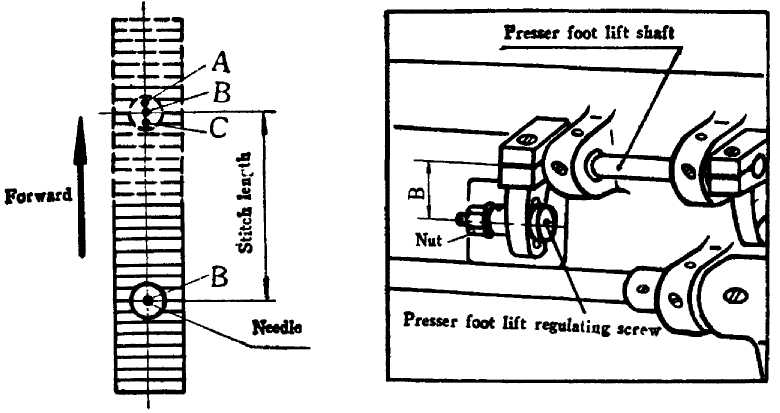 A
B
C
Forward
Stitch length
B
Needle
Presser foot lift shaft
B
Nut
Presser foot lift regulating screw